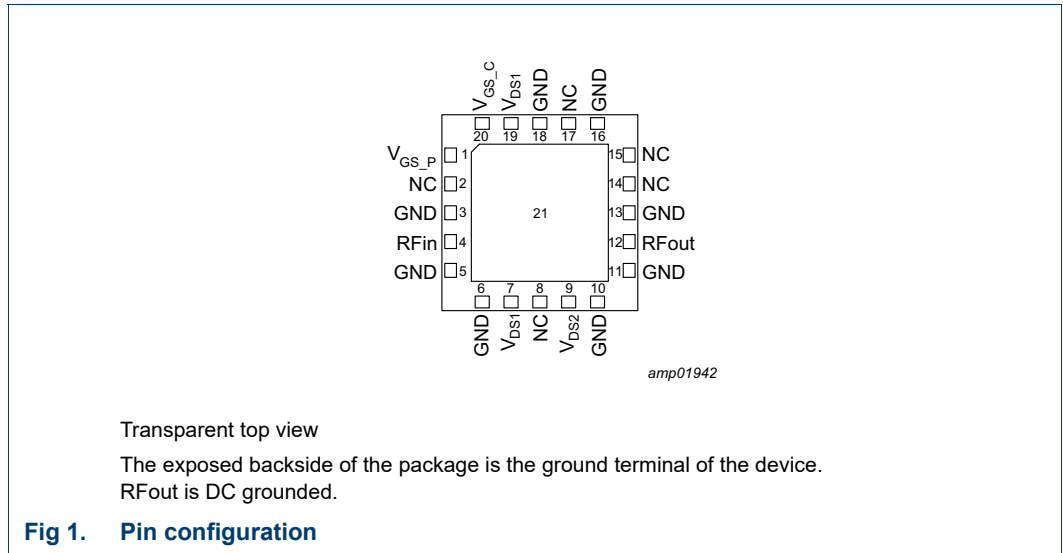 V_GS_C V_DS1 GND NC GND
20 19 18 17 16
V_GS_P 1 15 NC
NC 2 14 NC
GND 3 21 13 GND
RFin 4 12 RFout
GND 5 11 GND
6 7 8 9 10
GND V_DS1 NC V_DS2 GND
amp01942
Transparent top view
The exposed backside of the package is the ground terminal of the device.
RFout is DC grounded.
Fig 1. Pin configuration